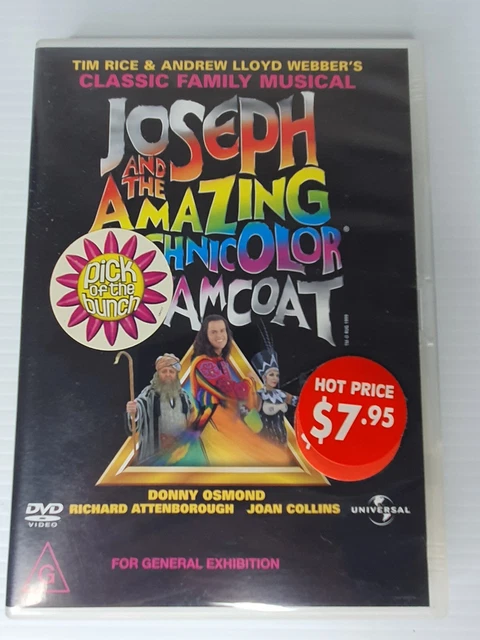 TIM RICE & ANDREW LLOYD WEBBER'S
CLASSIC FAMILY MUSICAL
JOSEPH
AND THE
AMAZING
CHNICOLOR®
AMCOAT
pick
of the
bunch
HOT PRICE
$7.95
DONNY OSMOND
RICHARD ATTENBOROUGH JOAN COLLINS
DVD
VIDEO
UNIVERSAL
G
FOR GENERAL EXHIBITION